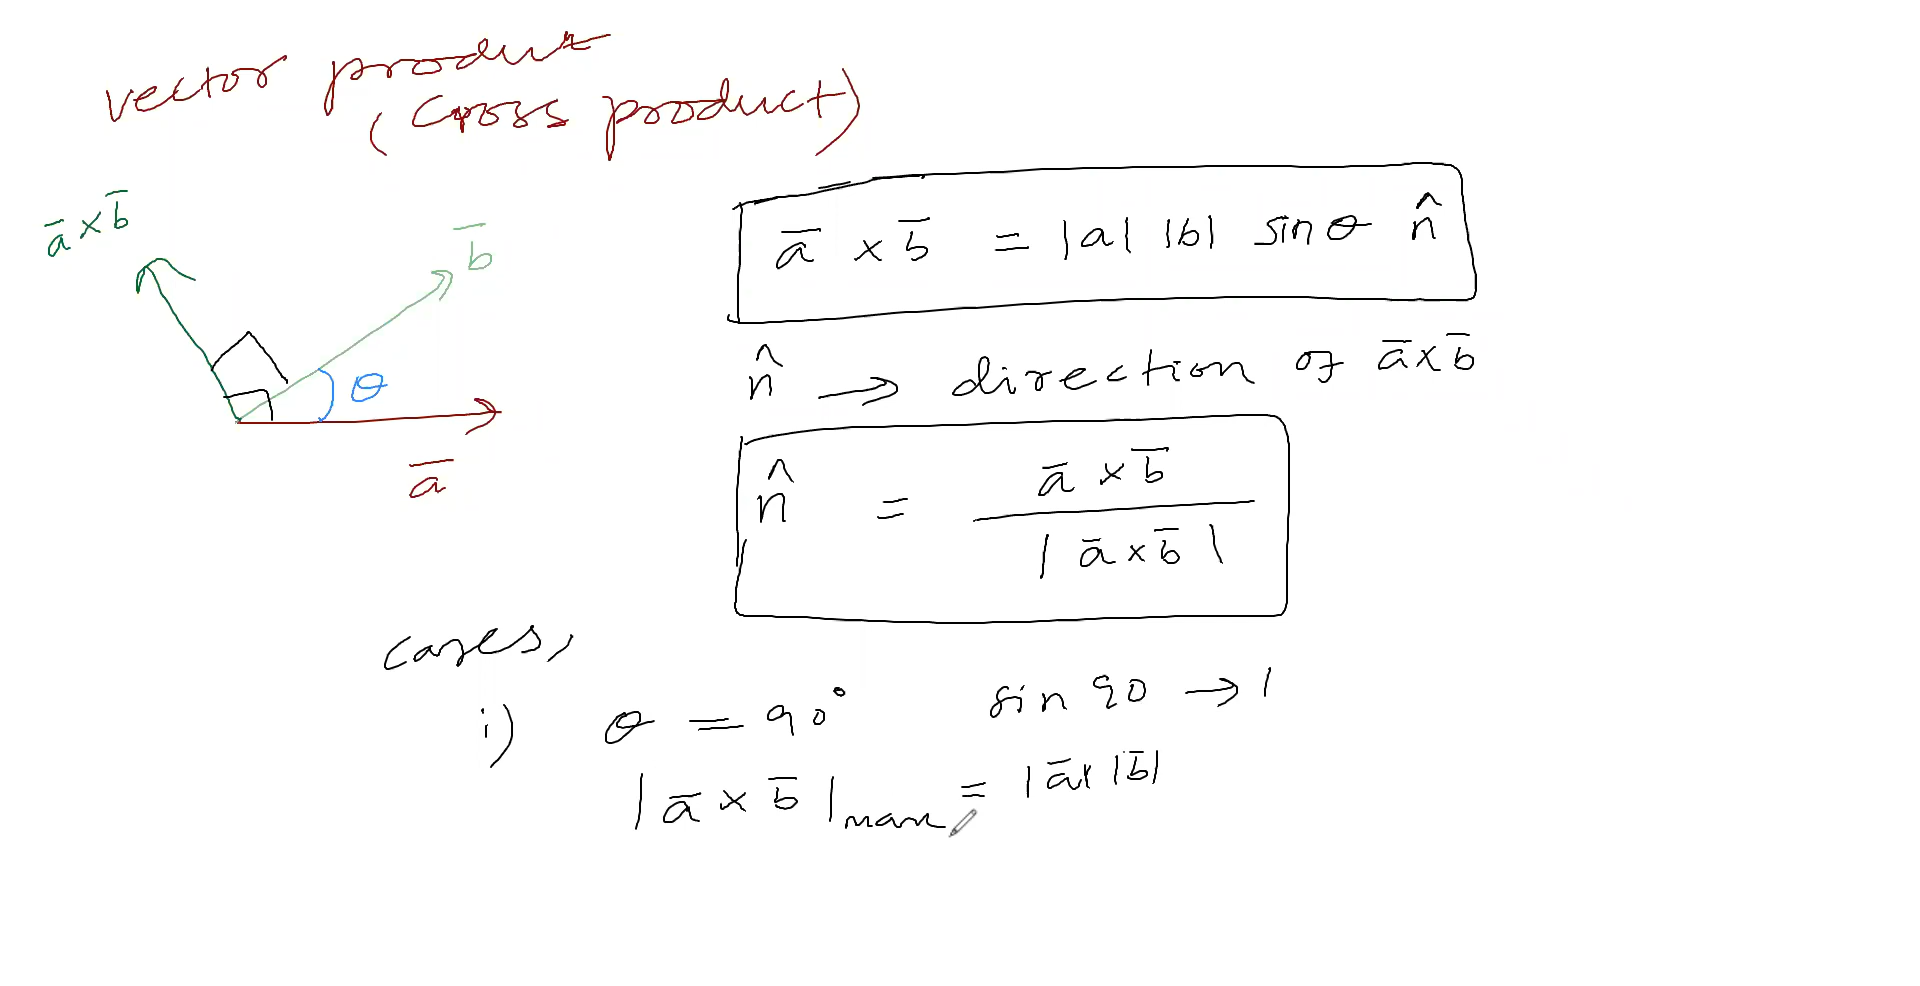 vector product
(cross product)
a̅ × b̅
b̅
θ
a̅
a̅ × b̅ = |a| |b| sin θ n̂
n̂ → direction of a̅ × b̅
n̂ = a̅ × b̅ / | a̅ × b̅ |
cases,
i) θ = 90° sin 90 → 1
| a̅ × b̅ |max = |a̅| |b̅|